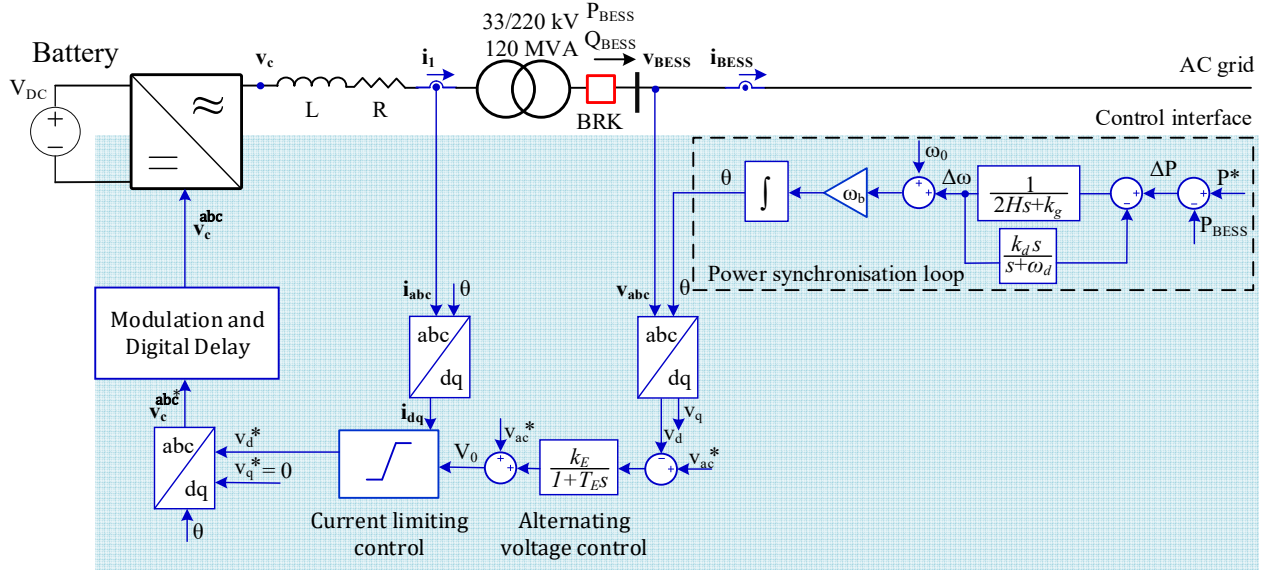 33/220 kV
120 MVA
P_BESS
Q_BESS
Battery
v_c
i_1
v_BESS
i_BESS
AC grid
V_DC
+
−
≈
=
L
R
BRK
Control interface
ω_0
θ
∫
ω_b
+
+
Δω
1
2Hs+k_g
−
ΔP
−
P*
P_BESS
k_d s
s+ω_d
Power synchronisation loop
v_c^abc
i_abc
θ
v_abc
θ
Modulation and
Digital Delay
abc
dq
abc
dq
v_c^abc*
i_dq
v_q
v_d
abc
dq
v_d*
v_q*=0
θ
V_0
v_ac*
+
+
k_E
1+T_E s
−
+
v_ac*
Current limiting
control
Alternating
voltage control